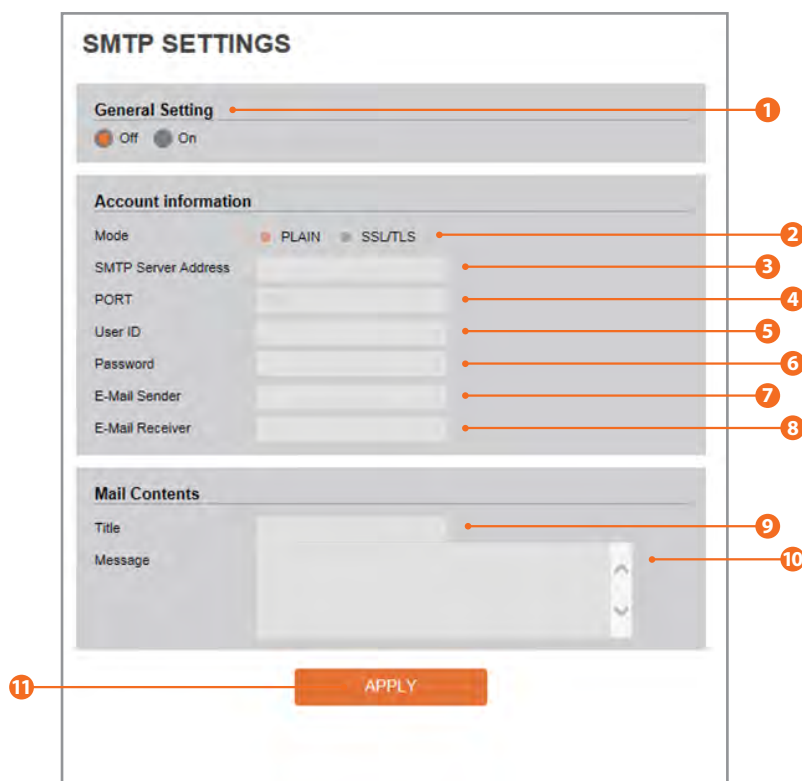 SMTP SETTINGS
General Setting 1
Off On
Account information
Mode PLAIN SSL/TLS 2
SMTP Server Address 3
PORT 4
User ID 5
Password 6
E-Mail Sender 7
E-Mail Receiver 8
Mail Contents
Title 9
Message 10
11 APPLY